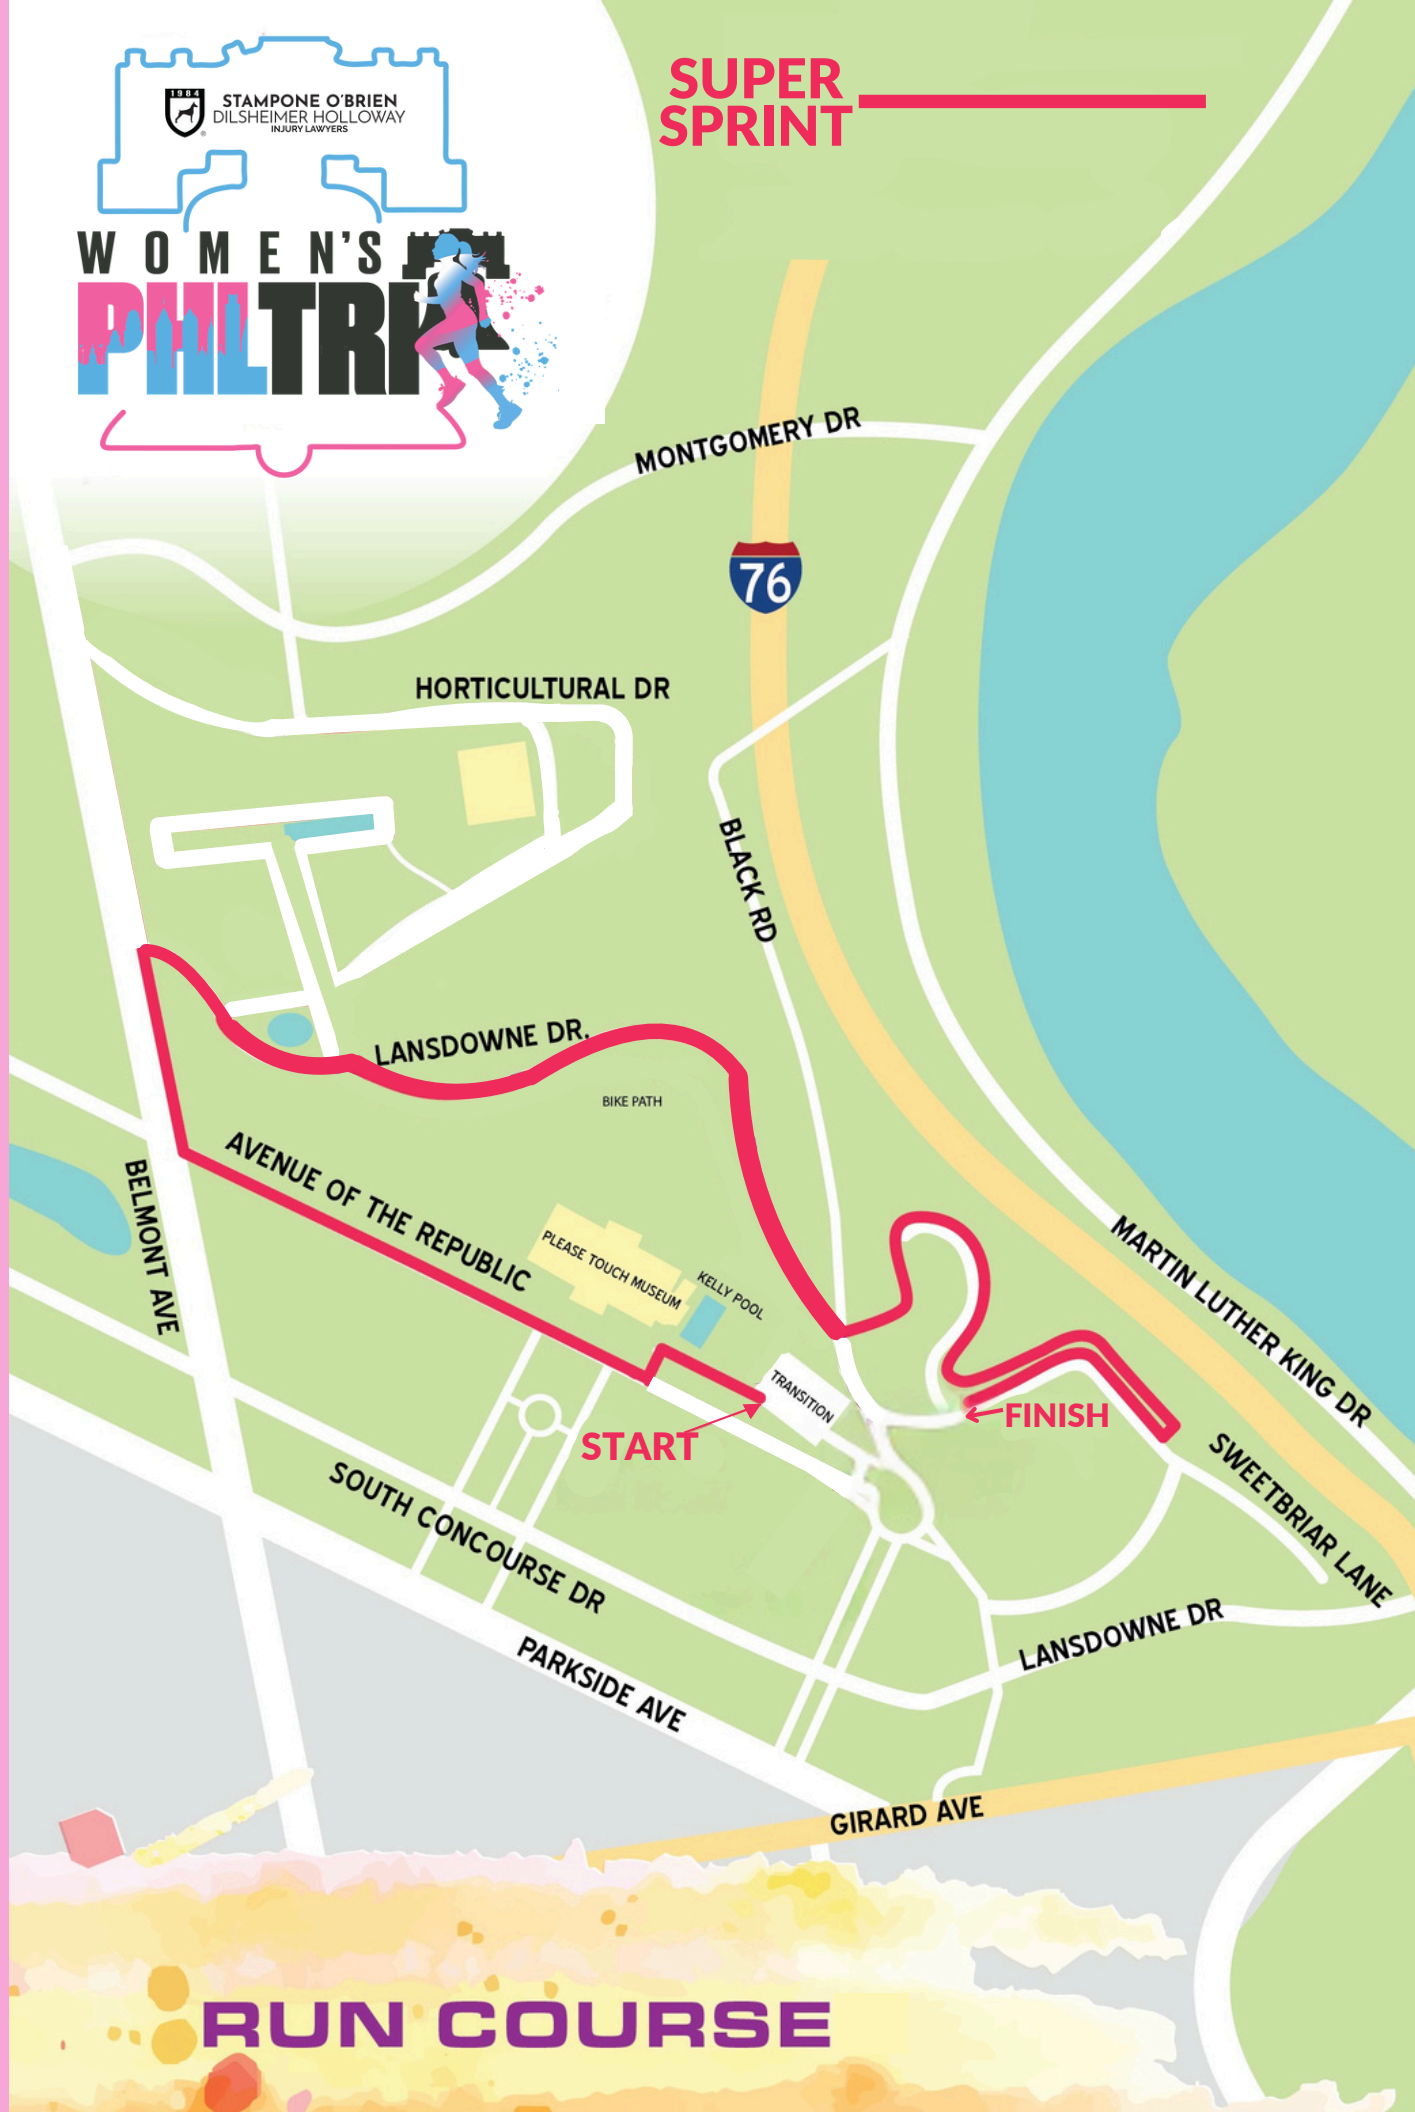 1984
STAMPONE O'BRIEN
DILSHEIMER HOLLOWAY
INJURY LAWYERS
®
WOMEN'S
PHLTRI
SUPER
SPRINT
MONTGOMERY DR
76
HORTICULTURAL DR
BLACK RD
LANSDOWNE DR.
BIKE PATH
AVENUE OF THE REPUBLIC
BELMONT AVE
PLEASE TOUCH MUSEUM
KELLY POOL
MARTIN LUTHER KING DR
TRANSITION
FINISH
START
SWEETBRIAR LANE
SOUTH CONCOURSE DR
LANSDOWNE DR
PARKSIDE AVE
GIRARD AVE
RUN COURSE